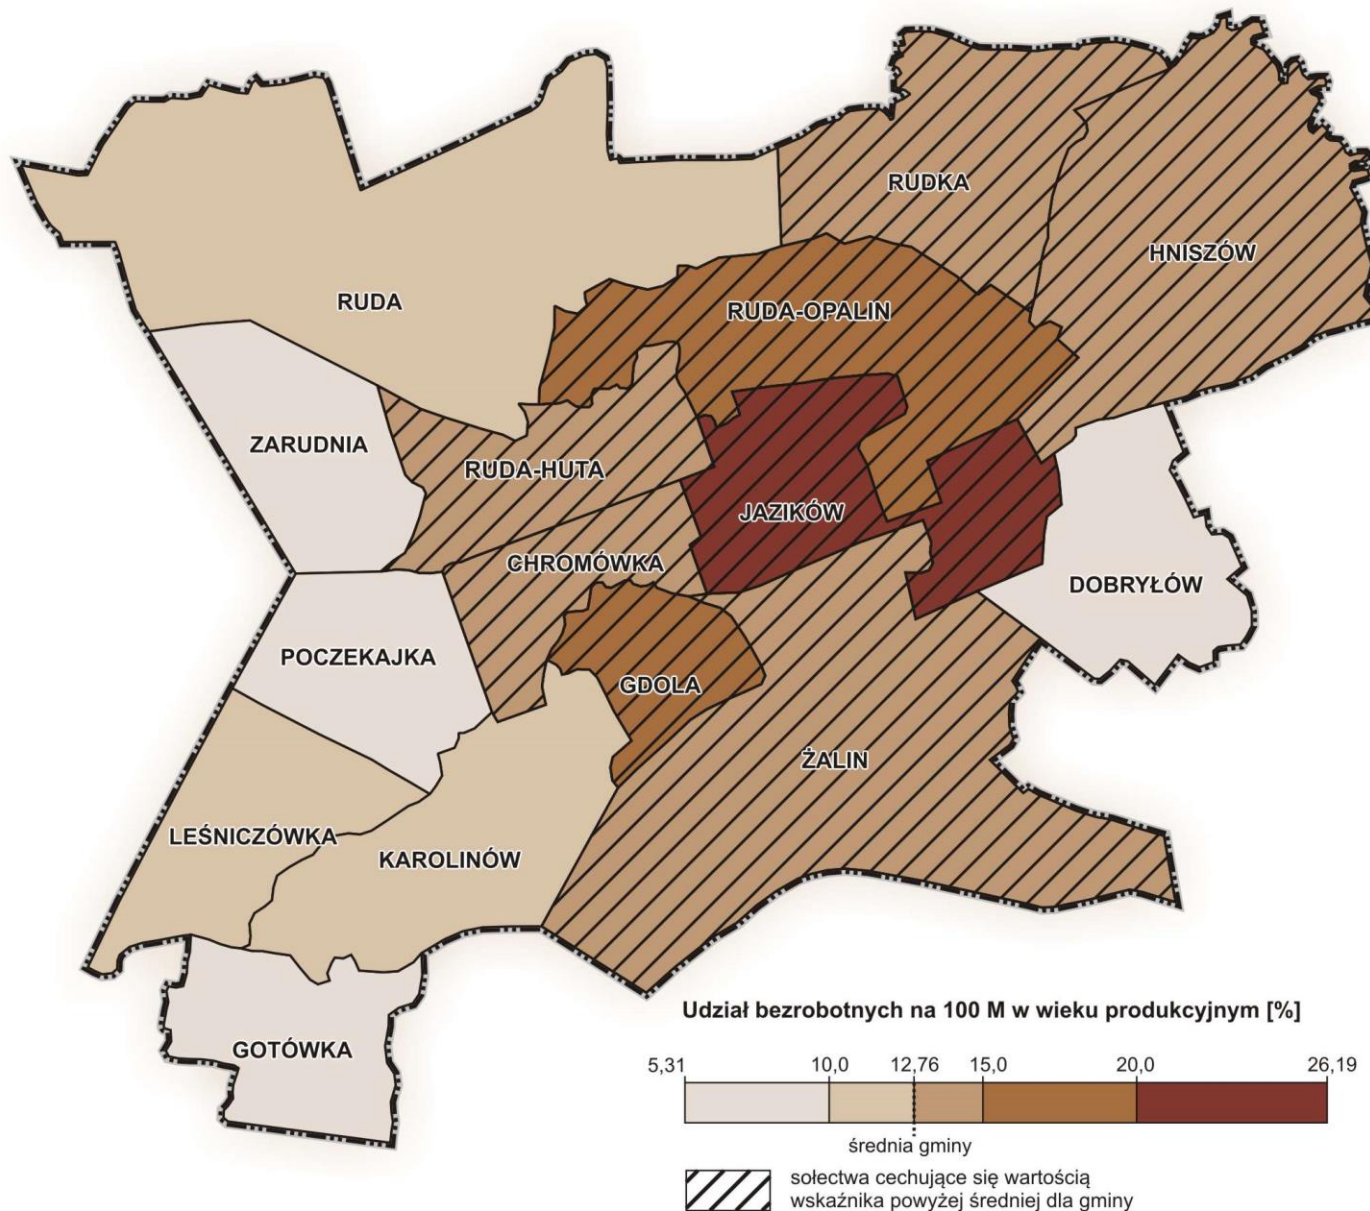 RUDKA
HNISZÓW
RUDA
RUDA-OPALIN
ZARUDNIA
RUDA-HUTA
JAZIKÓW
CHROMÓWKA
DOBRYŁÓW
POCZEKAJKA
GDOLA
ŻALIN
LEŚNICZÓWKA
KAROLINÓW
GOTÓWKA
Udział bezrobotnych na 100 M w wieku produkcyjnym [%]
5,31 10,0 12,76 15,0 20,0 26,19
średnia gminy
sołectwa cechujące się wartością
wskaźnika powyżej średniej dla gminy